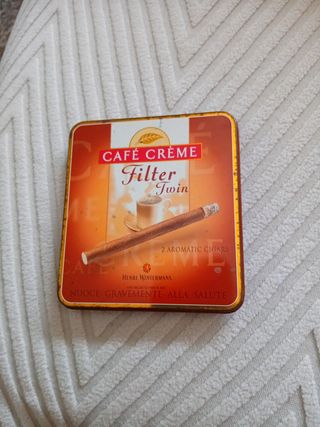 CAFÉ CRÈME
Filter
Twin
2 AROMATIC CIGARS
HENRI WINTERMANS
NUOCE GRAVEMENTE ALLA SALUTE